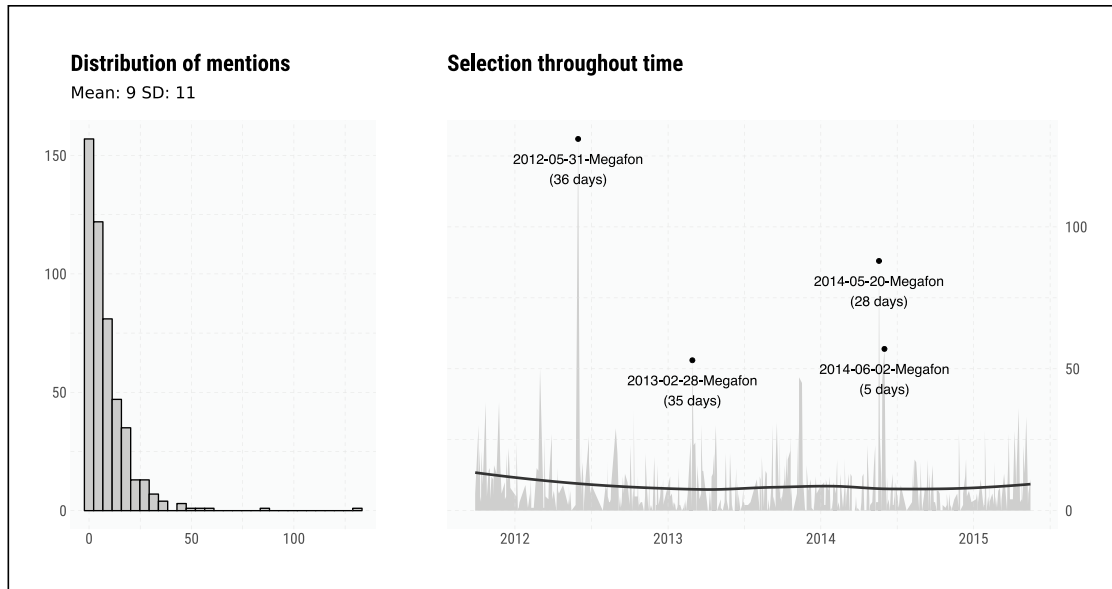 Distribution of mentions
Mean: 9 SD: 11
150
100
50
0
0
50
100
Selection throughout time
2012-05-31-Megafon
(36 days)
2013-02-28-Megafon
(35 days)
2014-05-20-Megafon
(28 days)
2014-06-02-Megafon
(5 days)
100
50
0
2012
2013
2014
2015